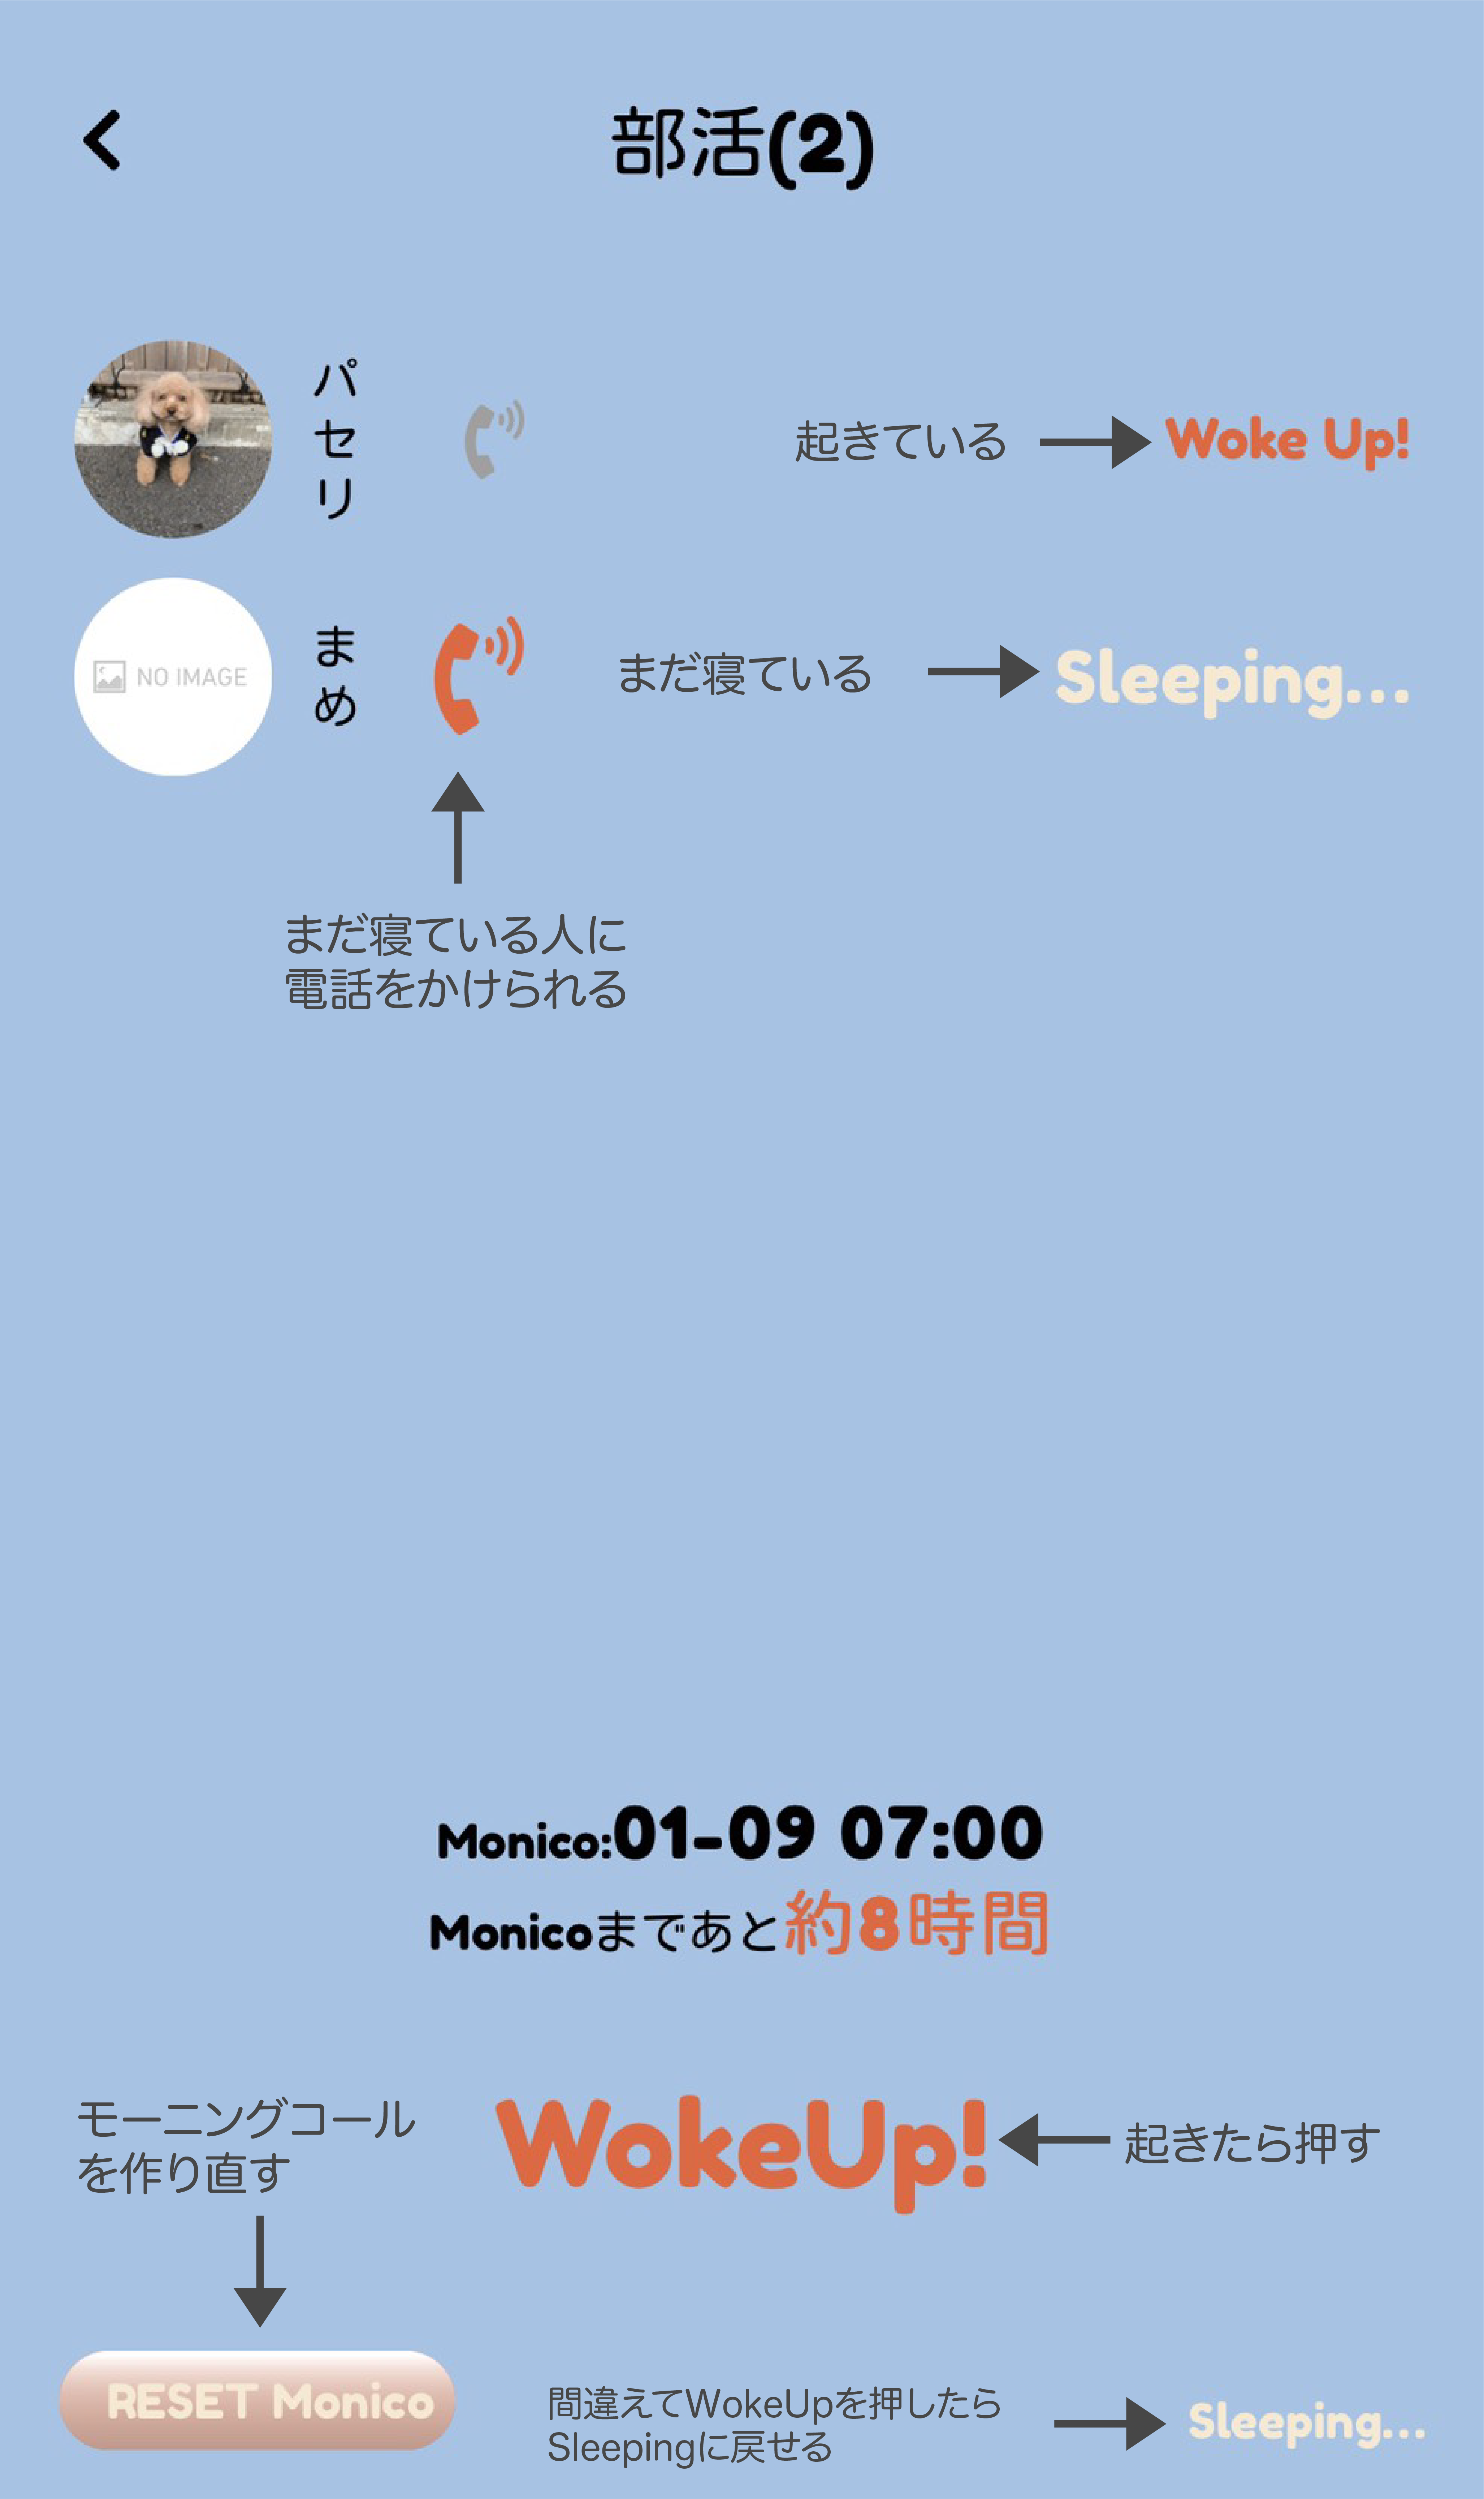 部活(2)
パセリ
起きている
Woke Up!
NO IMAGE
まめ
まだ寝ている
Sleeping...
まだ寝ている人に
電話をかけられる
Monico:01-09 07:00
Monicoまであと約8時間
モーニングコール
を作り直す
WokeUp!
起きたら押す
RESET Monico
間違えてWokeUpを押したら
Sleepingに戻せる
Sleeping...